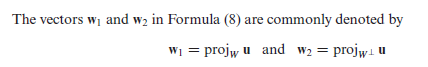 The vectors w₁ and w₂ in Formula (8) are commonly denoted by
w₁ = proj_W u and w₂ = proj_W⊥ u